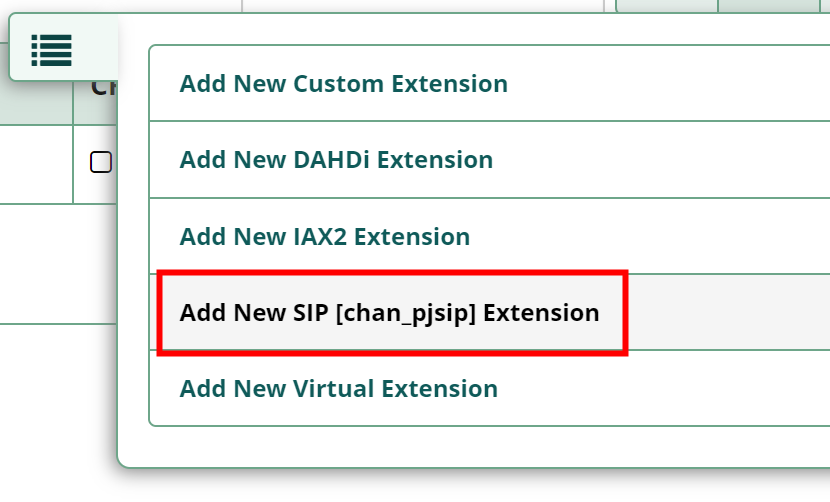 Add New Custom Extension
Add New DAHDi Extension
Add New IAX2 Extension
Add New SIP [chan_pjsip] Extension
Add New Virtual Extension